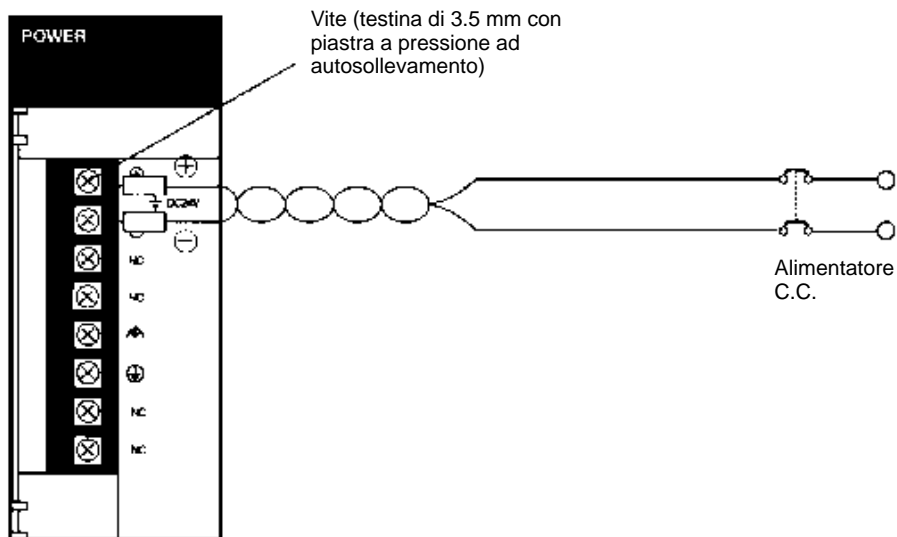 Vite (testina di 3.5 mm con
piastra a pressione ad
autosollevamento)
POWER
+
DC24V
−
NC
NC
NC
NC
Alimentatore
C.C.